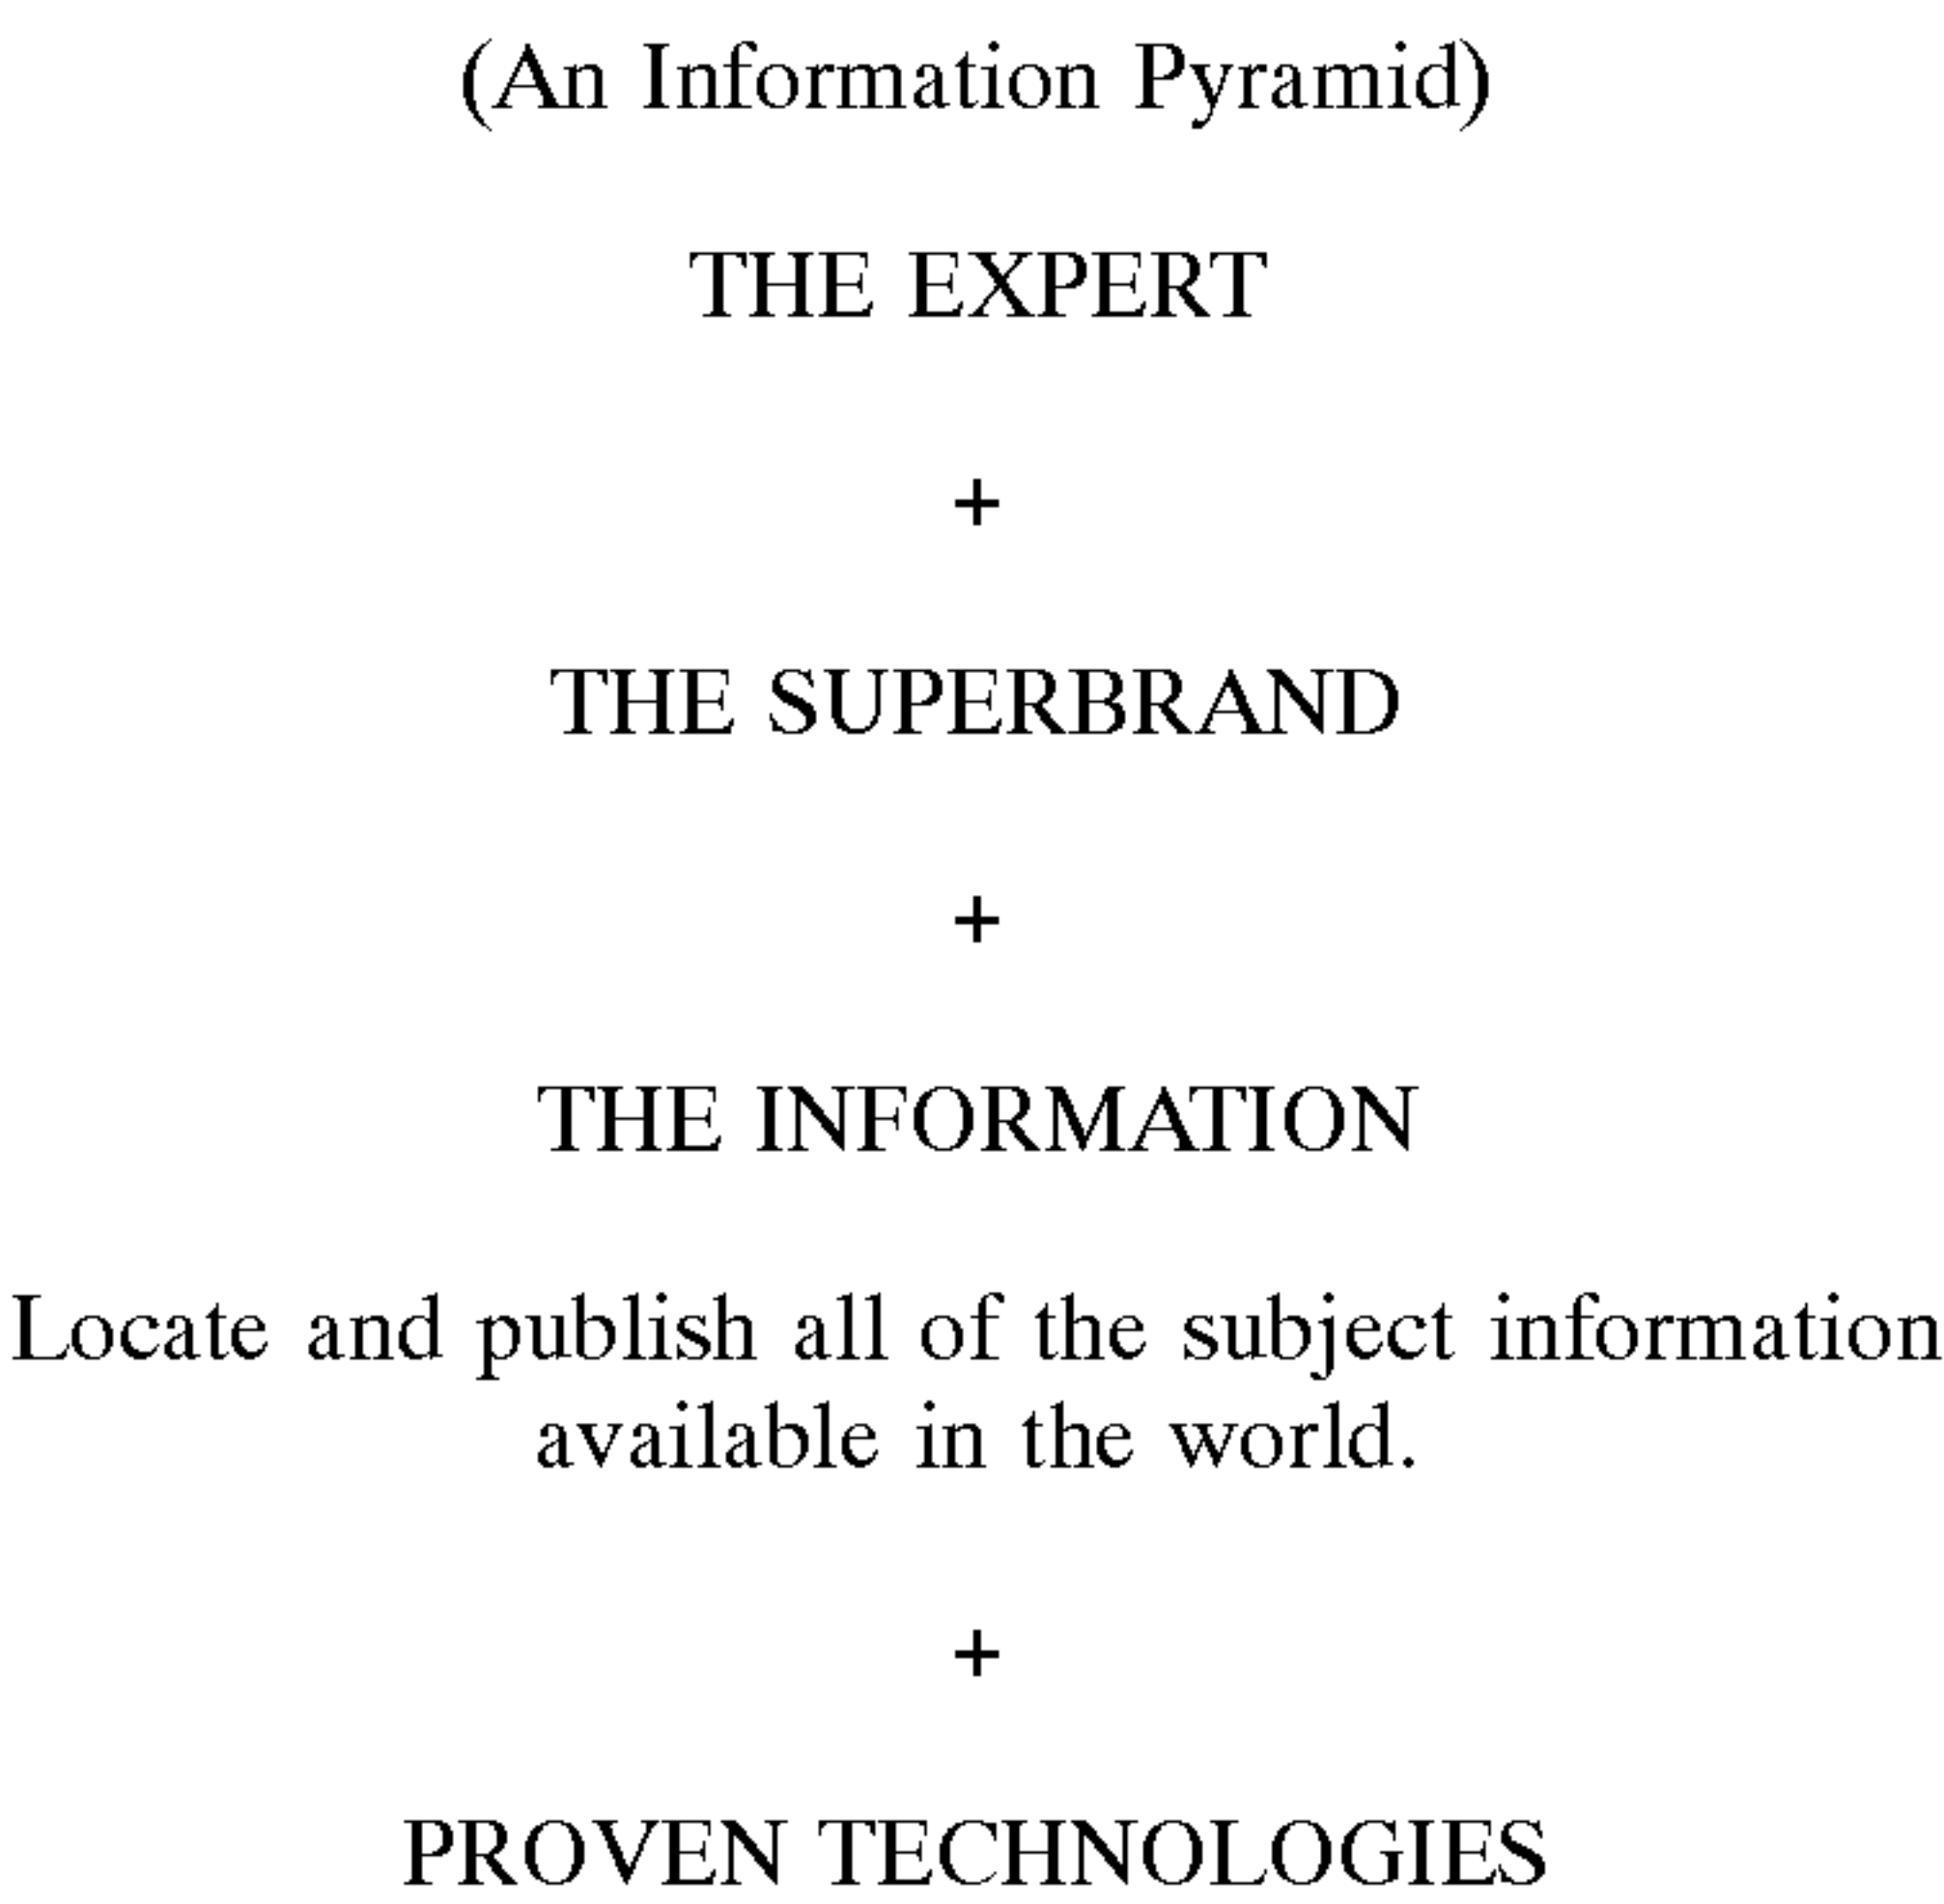 (An Information Pyramid)
THE EXPERT
+
THE SUPERBRAND
+
THE INFORMATION
Locate and publish all of the subject information
available in the world.
+
PROVEN TECHNOLOGIES